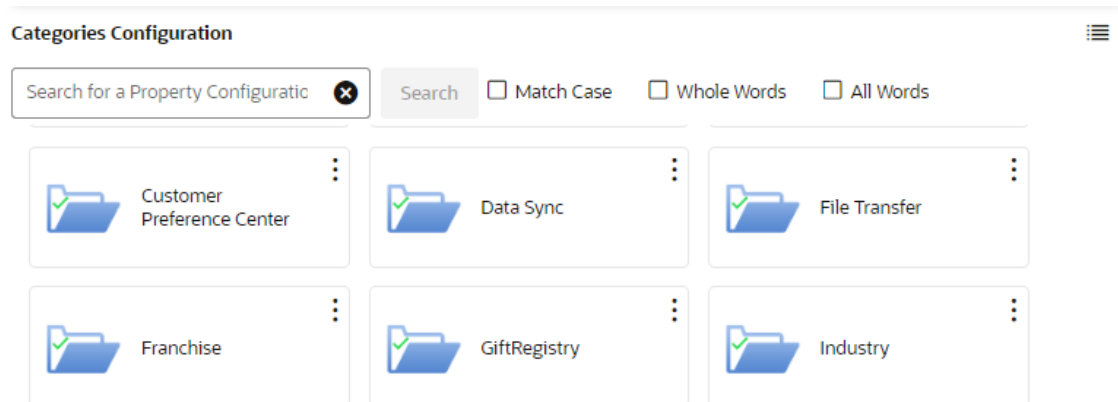 Categories Configuration
Search for a Property Configuratic
Search
Match Case
Whole Words
All Words
Customer
Preference Center
Data Sync
File Transfer
Franchise
GiftRegistry
Industry